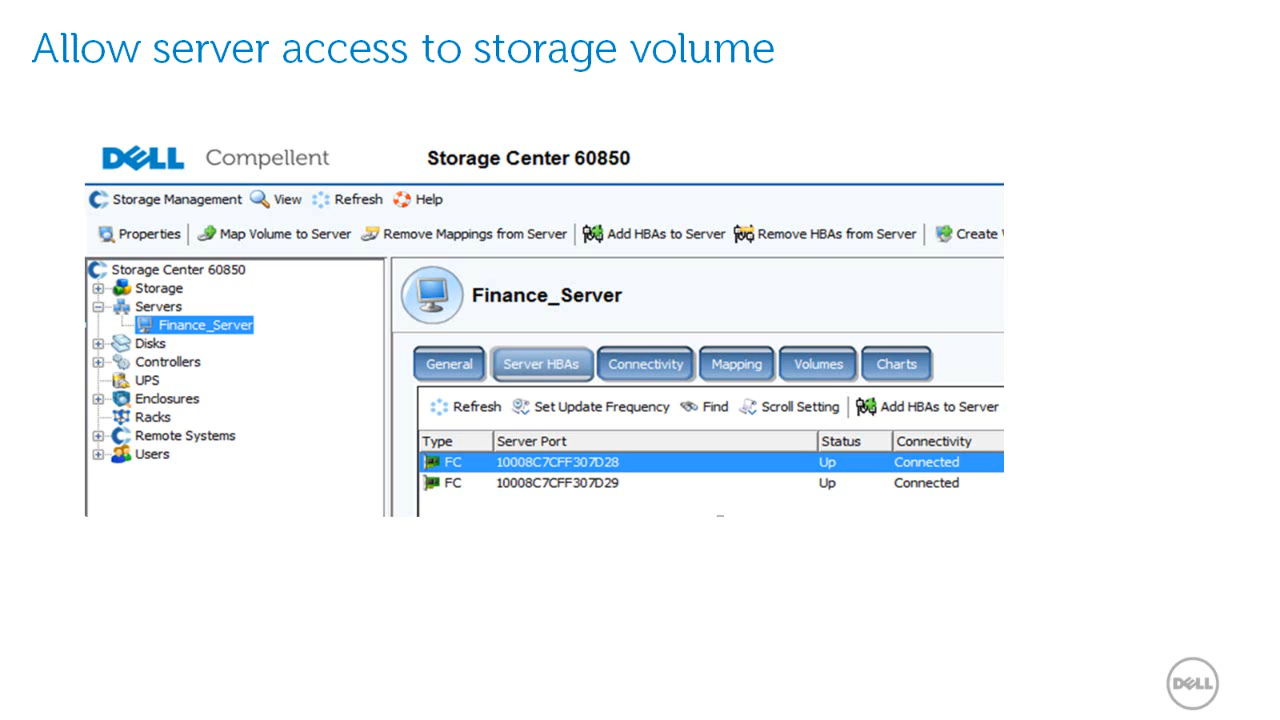 Allow server access to storage volume
DELL Compellent Storage Center 60850
Storage Management View Refresh Help
Properties Map Volume to Server Remove Mappings from Server Add HBAs to Server Remove HBAs from Server Create
Storage Center 60850
Storage
Servers
Finance_Server
Disks
Controllers
UPS
Enclosures
Racks
Remote Systems
Users
Finance_Server
General Server HBAs Connectivity Mapping Volumes Charts
Refresh Set Update Frequency Find Scroll Setting Add HBAs to Server
Type Server Port Status Connectivity
FC 10008C7CFF307D28 Up Connected
FC 10008C7CFF307D29 Up Connected
DELL